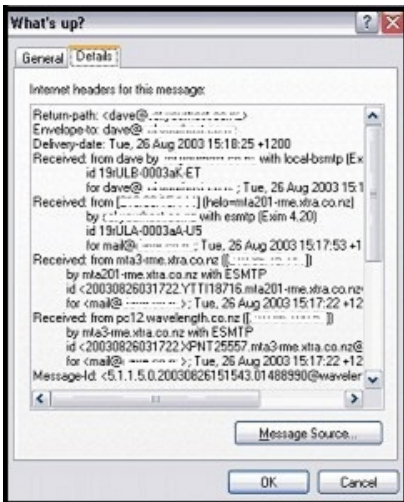 What's up?
General Details
Internet headers for this message:
Return-path: <dave@
Envelope-to: dave@
Delivery-date: Tue, 26 Aug 2003 15:18:25 +1200
Received: from dave by with local-bsmtp (Ex
id 19rULB-0003aK-ET
for dave@ ; Tue, 26 Aug 2003 15:1
Received: from [ ] (helo=mta201-rme.xtra.co.nz)
by with esmtp (Exim 4.20)
id 19rULA-0003aA-U5
for mail@ ; Tue, 26 Aug 2003 15:17:53 +1
Received: from mta3-rme.xtra.co.nz ([ ])
by mta201-rme.xtra.co.nz with ESMTP
id <20030826031722.YTTI18716.mta201-rme.xtra.co.nz
for <mail@ >; Tue, 26 Aug 2003 15:17:22 +12
Received: from pc12.wavelength.co.nz ([ ])
by mta3-rme.xtra.co.nz with ESMTP
id <20030826031722.XPNT25557.mta3-rme.xtra.co.nz@
for <mail@ >; Tue, 26 Aug 2003 15:17:22 +12
Message-Id: <5.1.1.5.0.20030826151543.01488990@waveler
Message Source...
OK Cancel